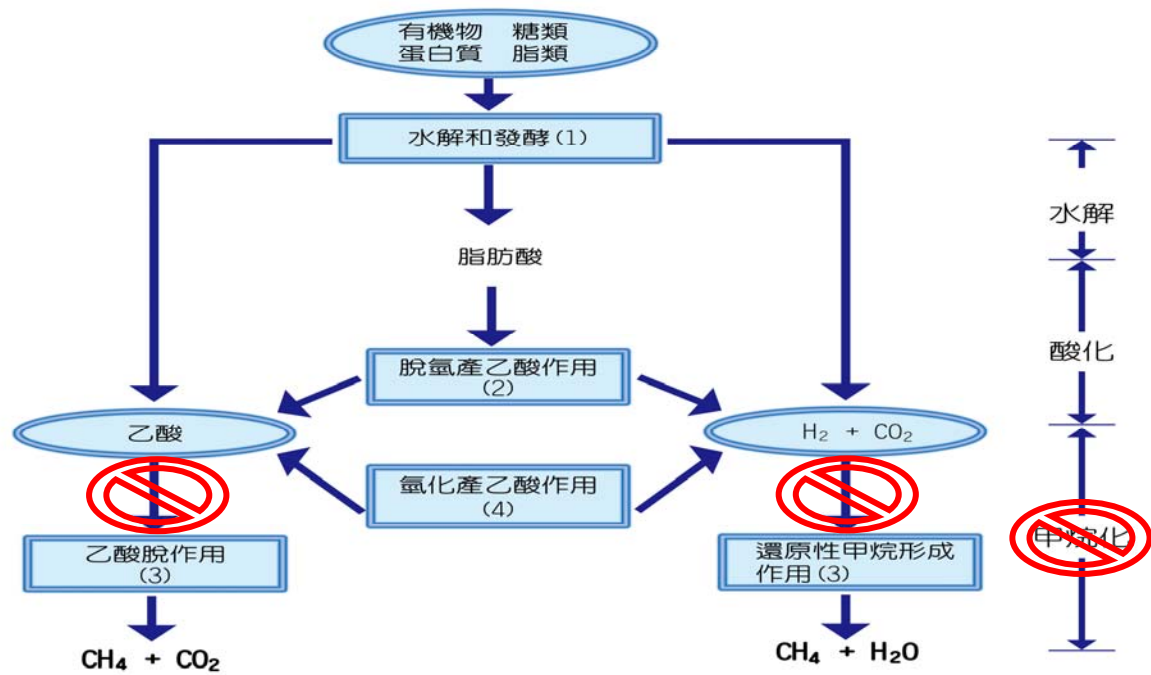 有機物 糖類
蛋白質 脂類
水解和發酵(1)
水解
脂肪酸
酸化
脫氫產乙酸作用
(2)
乙酸
H₂ + CO₂
氫化產乙酸作用
(4)
甲烷化
乙酸脫作用
(3)
還原性甲烷形成
作用(3)
CH₄ + CO₂
CH₄ + H₂O